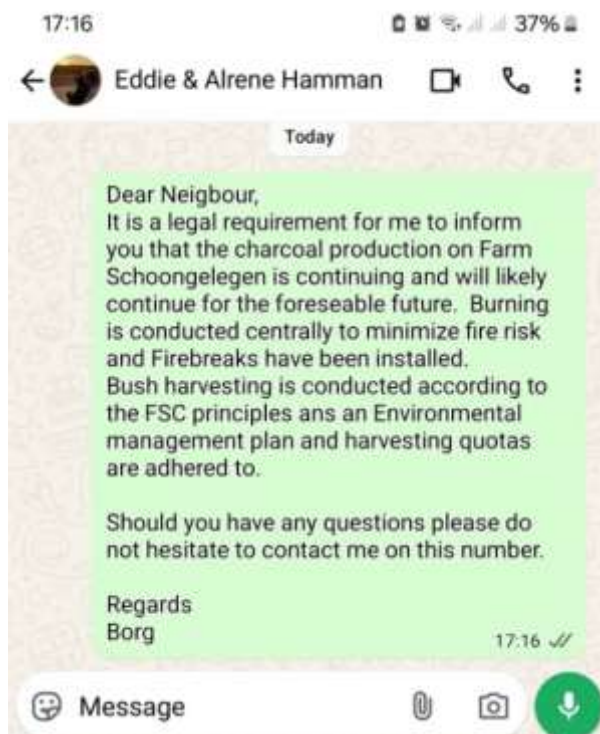 17:16
37%
Eddie & Alrene Hamman
Today
Dear Neigbour,
It is a legal requirement for me to inform
you that the charcoal production on Farm
Schoongelegen is continuing and will likely
continue for the foreseable future.  Burning
is conducted centrally to minimize fire risk
and Firebreaks have been installed.
Bush harvesting is conducted according to
the FSC principles ans an Environmental
management plan and harvesting quotas
are adhered to.
Should you have any questions please do
not hesitate to contact me on this number.
Regards
Borg
17:16
Message